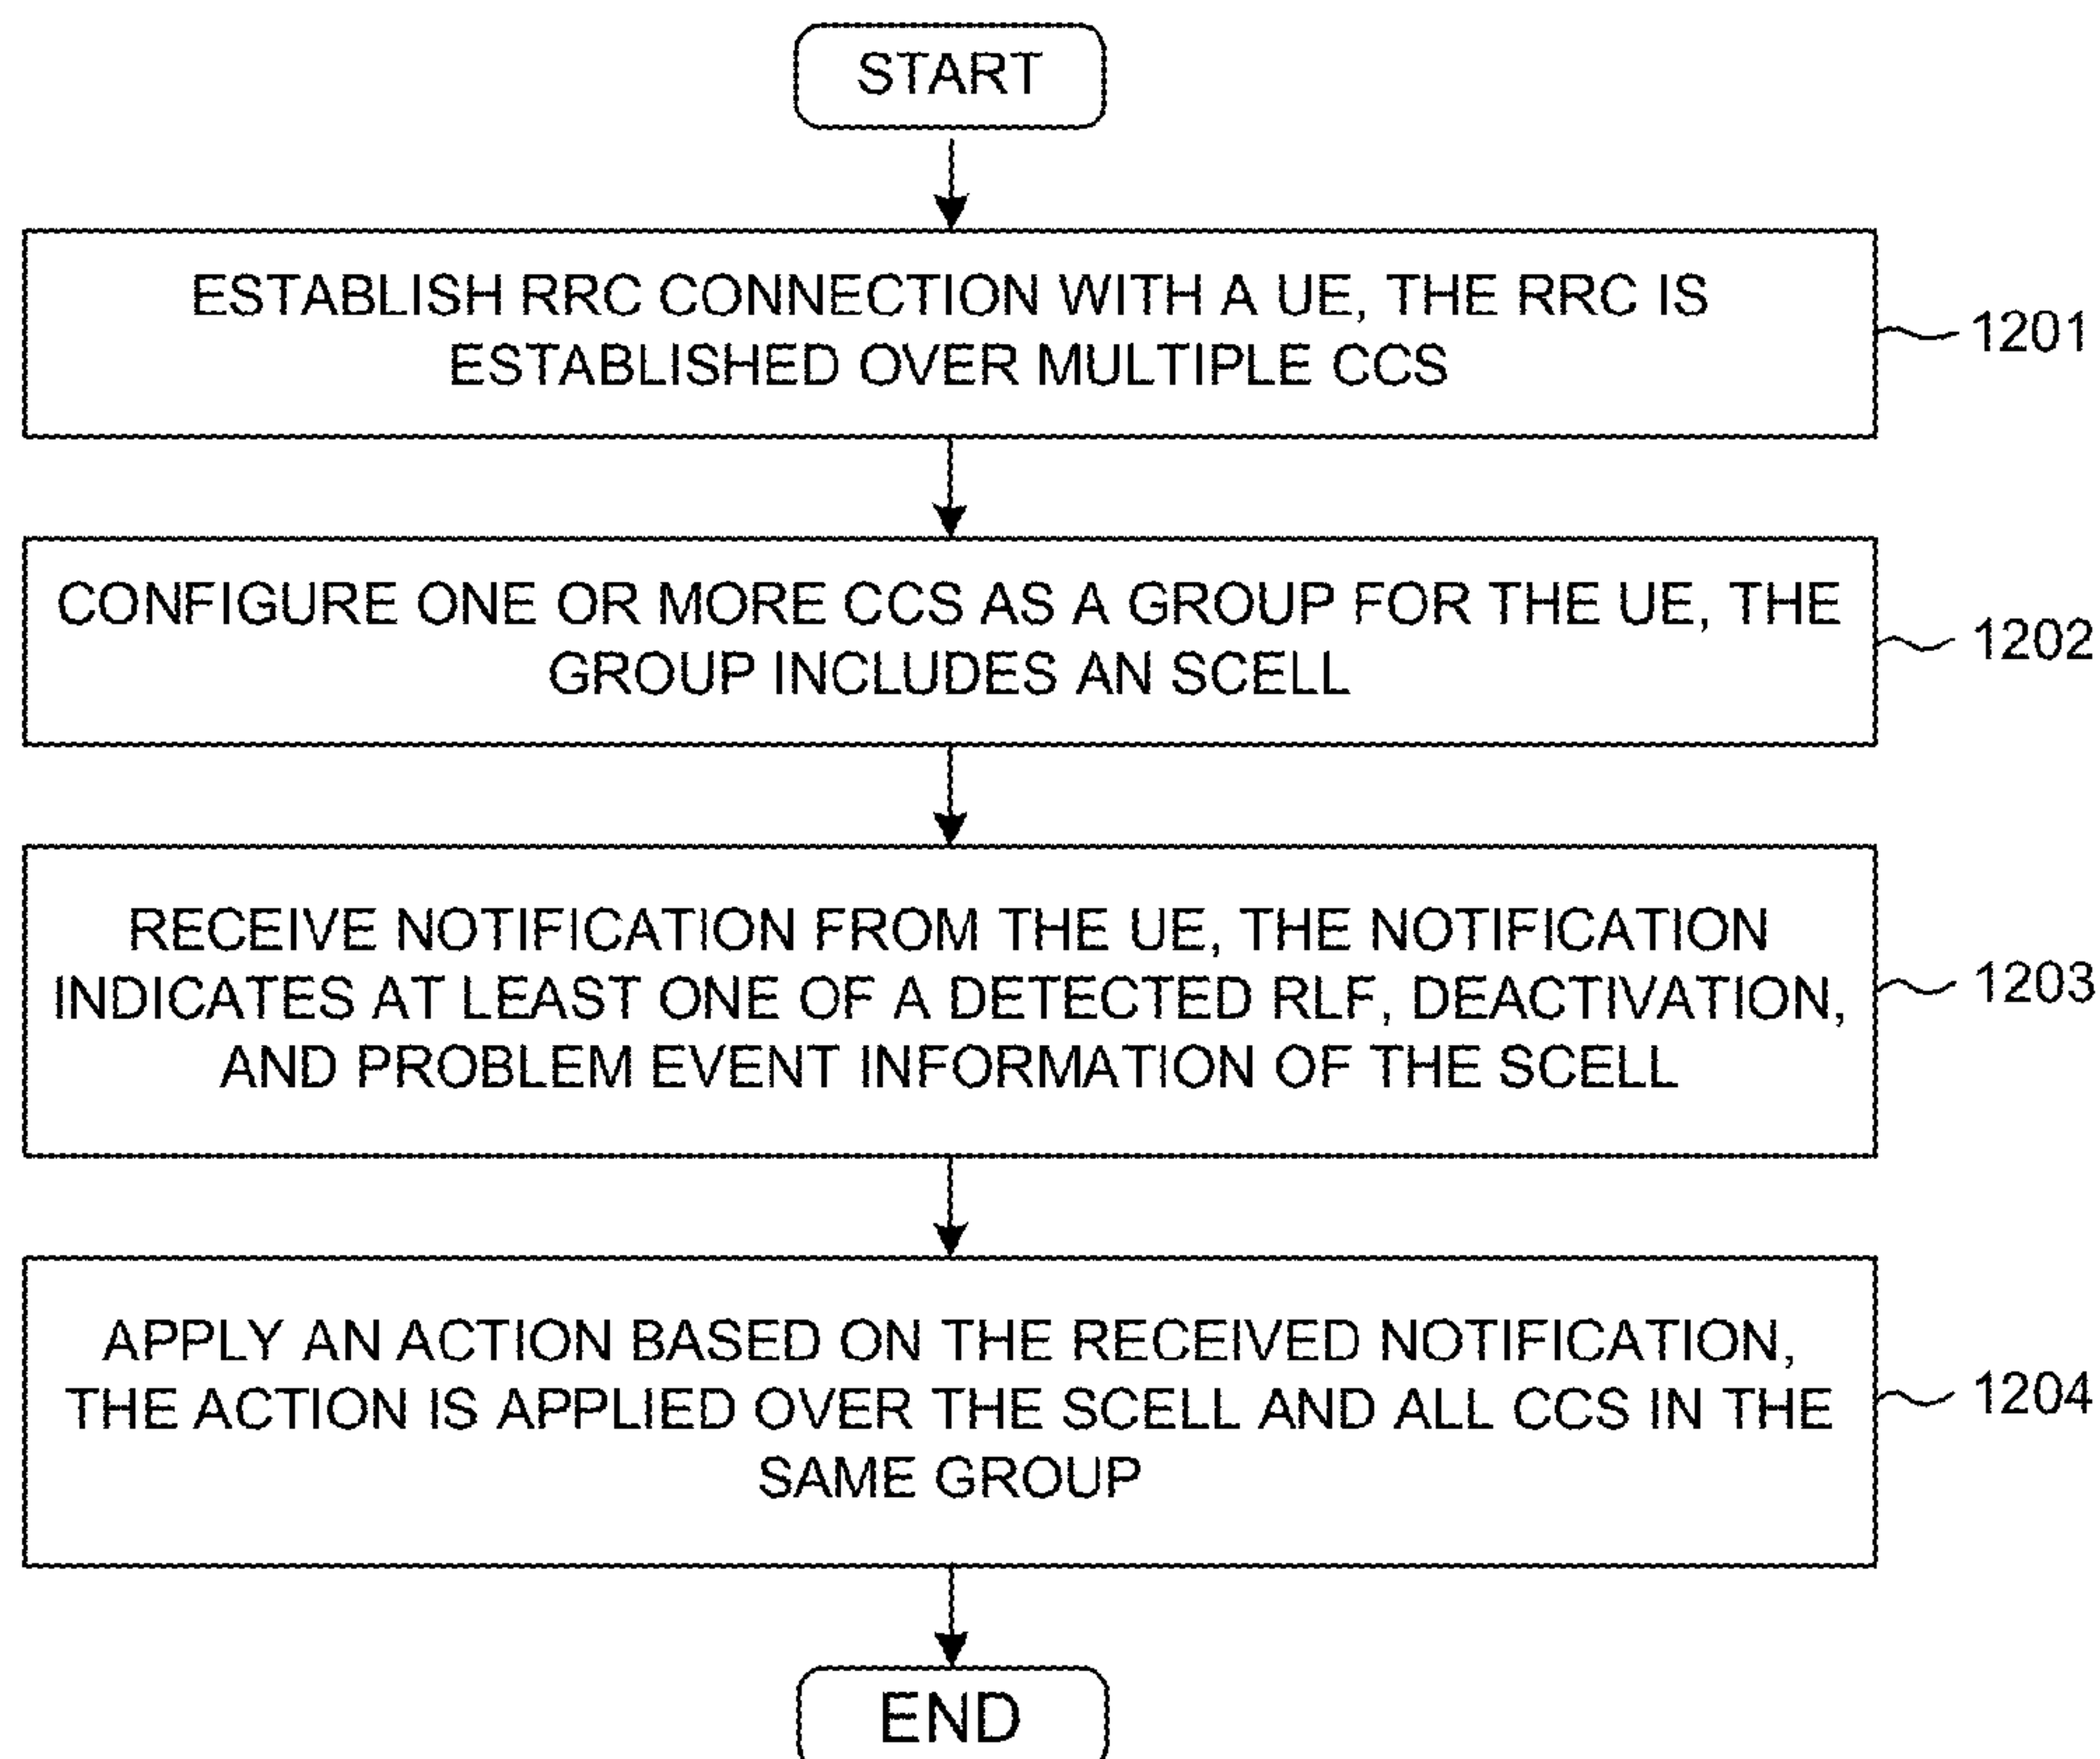 START
ESTABLISH RRC CONNECTION WITH A UE, THE RRC IS
ESTABLISHED OVER MULTIPLE CCS
1201
CONFIGURE ONE OR MORE CCS AS A GROUP FOR THE UE, THE
GROUP INCLUDES AN SCELL
1202
RECEIVE NOTIFICATION FROM THE UE, THE NOTIFICATION
INDICATES AT LEAST ONE OF A DETECTED RLF, DEACTIVATION,
AND PROBLEM EVENT INFORMATION OF THE SCELL
1203
APPLY AN ACTION BASED ON THE RECEIVED NOTIFICATION,
THE ACTION IS APPLIED OVER THE SCELL AND ALL CCS IN THE
SAME GROUP
1204
END